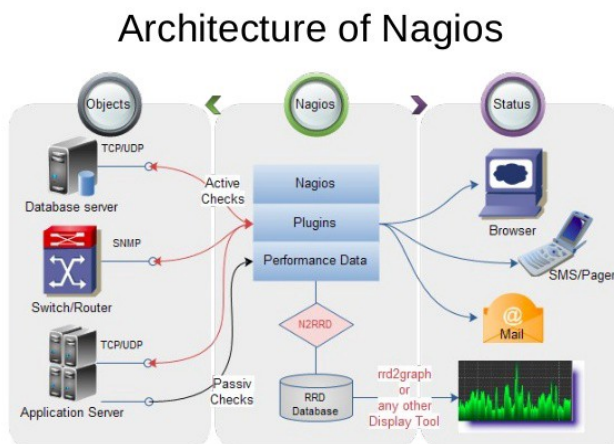 Architecture of Nagios
Objects
Nagios
Status
TCP/UDP
Database server
SNMP
Switch/Router
TCP/UDP
Application Server
Active
Checks
Passiv
Checks
Nagios
Plugins
Performance Data
N2RRD
RRD
Database
rrd2graph
or
any other
Display Tool
Browser
SMS/Pager
@
Mail